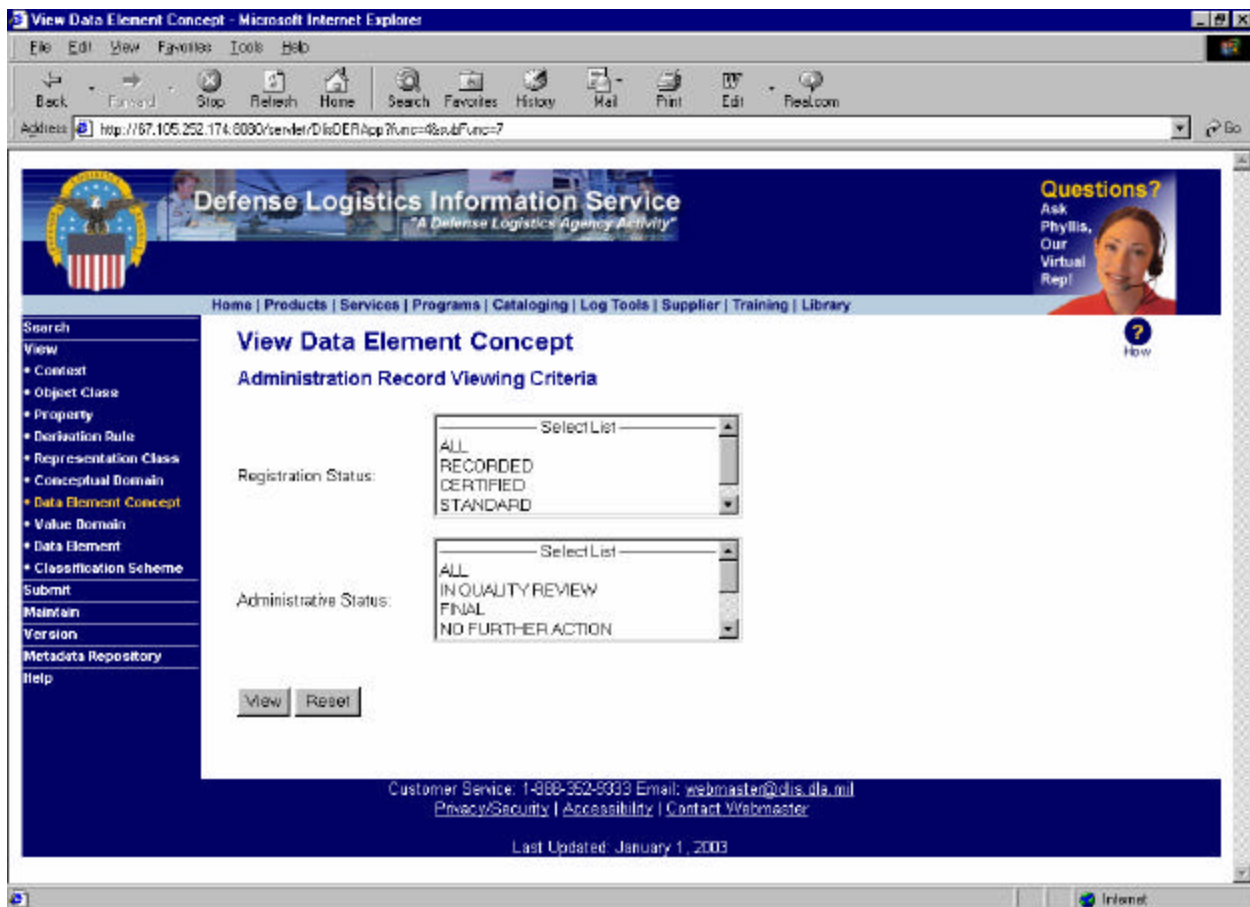 View Data Element Concept - Microsoft Internet Explorer
File Edit View Favorites Tools Help
Back Forward Stop Refresh Home Search Favorites History Mail Print Edit Real.com
Address http://67.105.252.174:8080/servlet/DlisDERApp?func=4&subFunc=7 Go
Defense Logistics Information Service
"A Defense Logistics Agency Activity"
Questions?
Ask
Phyllis,
Our
Virtual
Rep!
Home | Products | Services | Programs | Cataloging | Log Tools | Supplier | Training | Library
Search
View
• Context
• Object Class
• Property
• Derivation Rule
• Representation Class
• Conceptual Domain
• Data Element Concept
• Value Domain
• Data Element
• Classification Scheme
Submit
Maintain
Version
Metadata Repository
Help
View Data Element Concept
?
How
Administration Record Viewing Criteria
Registration Status:
Select List
ALL
RECORDED
CERTIFIED
STANDARD
Administrative Status:
Select List
ALL
IN QUALITY REVIEW
FINAL
NO FURTHER ACTION
View Reset
Customer Service: 1-888-352-9333 Email: webmaster@dlis.dla.mil
Privacy/Security | Accessibility | Contact Webmaster
Last Updated: January 1, 2003
Internet